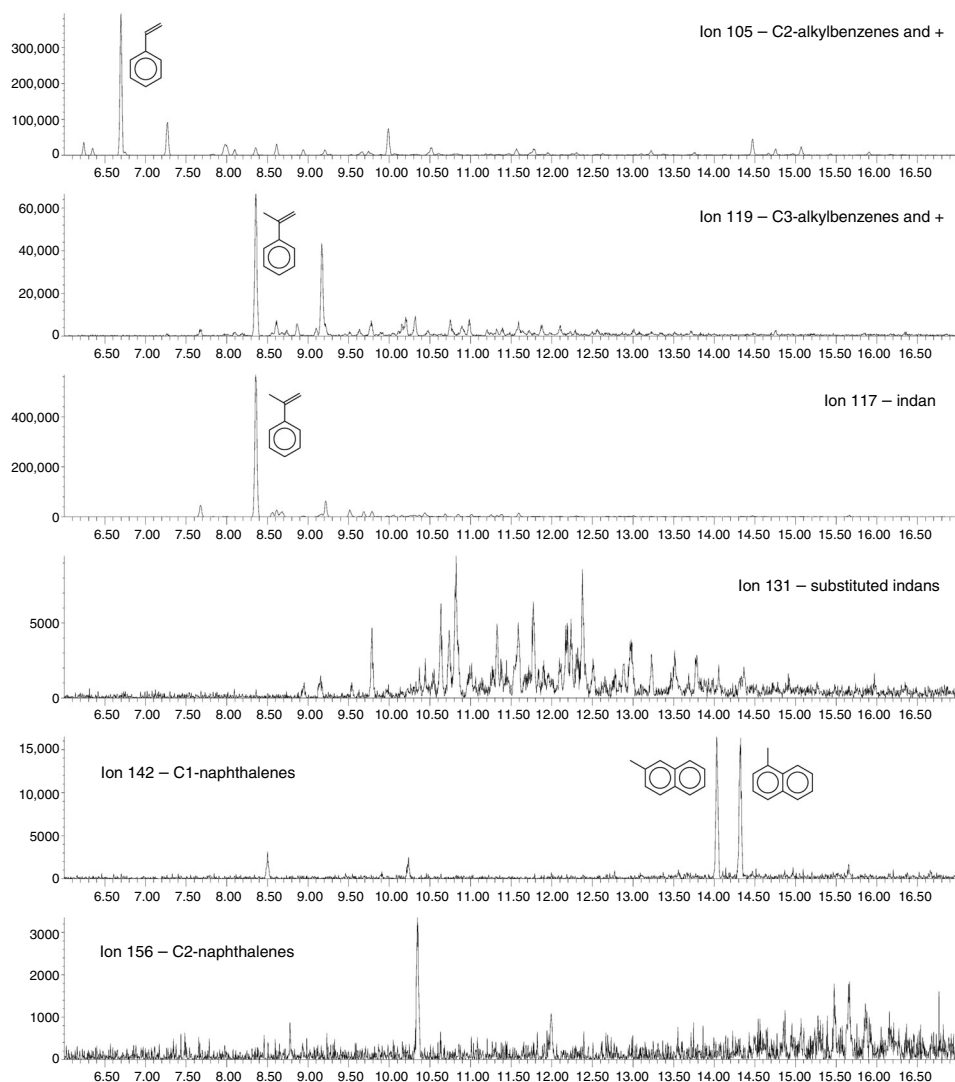 Ion 105 – C2-alkylbenzenes and +
300,000
200,000
100,000
0
6.50 7.00 7.50 8.00 8.50 9.00 9.50 10.00 10.50 11.00 11.50 12.00 12.50 13.00 13.50 14.00 14.50 15.00 15.50 16.00 16.50
Ion 119 – C3-alkylbenzenes and +
60,000
40,000
20,000
0
6.50 7.00 7.50 8.00 8.50 9.00 9.50 10.00 10.50 11.00 11.50 12.00 12.50 13.00 13.50 14.00 14.50 15.00 15.50 16.00 16.50
Ion 117 – indan
400,000
200,000
0
6.50 7.00 7.50 8.00 8.50 9.00 9.50 10.00 10.50 11.00 11.50 12.00 12.50 13.00 13.50 14.00 14.50 15.00 15.50 16.00 16.50
Ion 131 – substituted indans
5000
0
6.50 7.00 7.50 8.00 8.50 9.00 9.50 10.00 10.50 11.00 11.50 12.00 12.50 13.00 13.50 14.00 14.50 15.00 15.50 16.00 16.50
15,000
Ion 142 – C1-naphthalenes
10,000
5000
0
6.50 7.00 7.50 8.00 8.50 9.00 9.50 10.00 10.50 11.00 11.50 12.00 12.50 13.00 13.50 14.00 14.50 15.00 15.50 16.00 16.50
3000
Ion 156 – C2-naphthalenes
2000
1000
0
6.50 7.00 7.50 8.00 8.50 9.00 9.50 10.00 10.50 11.00 11.50 12.00 12.50 13.00 13.50 14.00 14.50 15.00 15.50 16.00 16.50